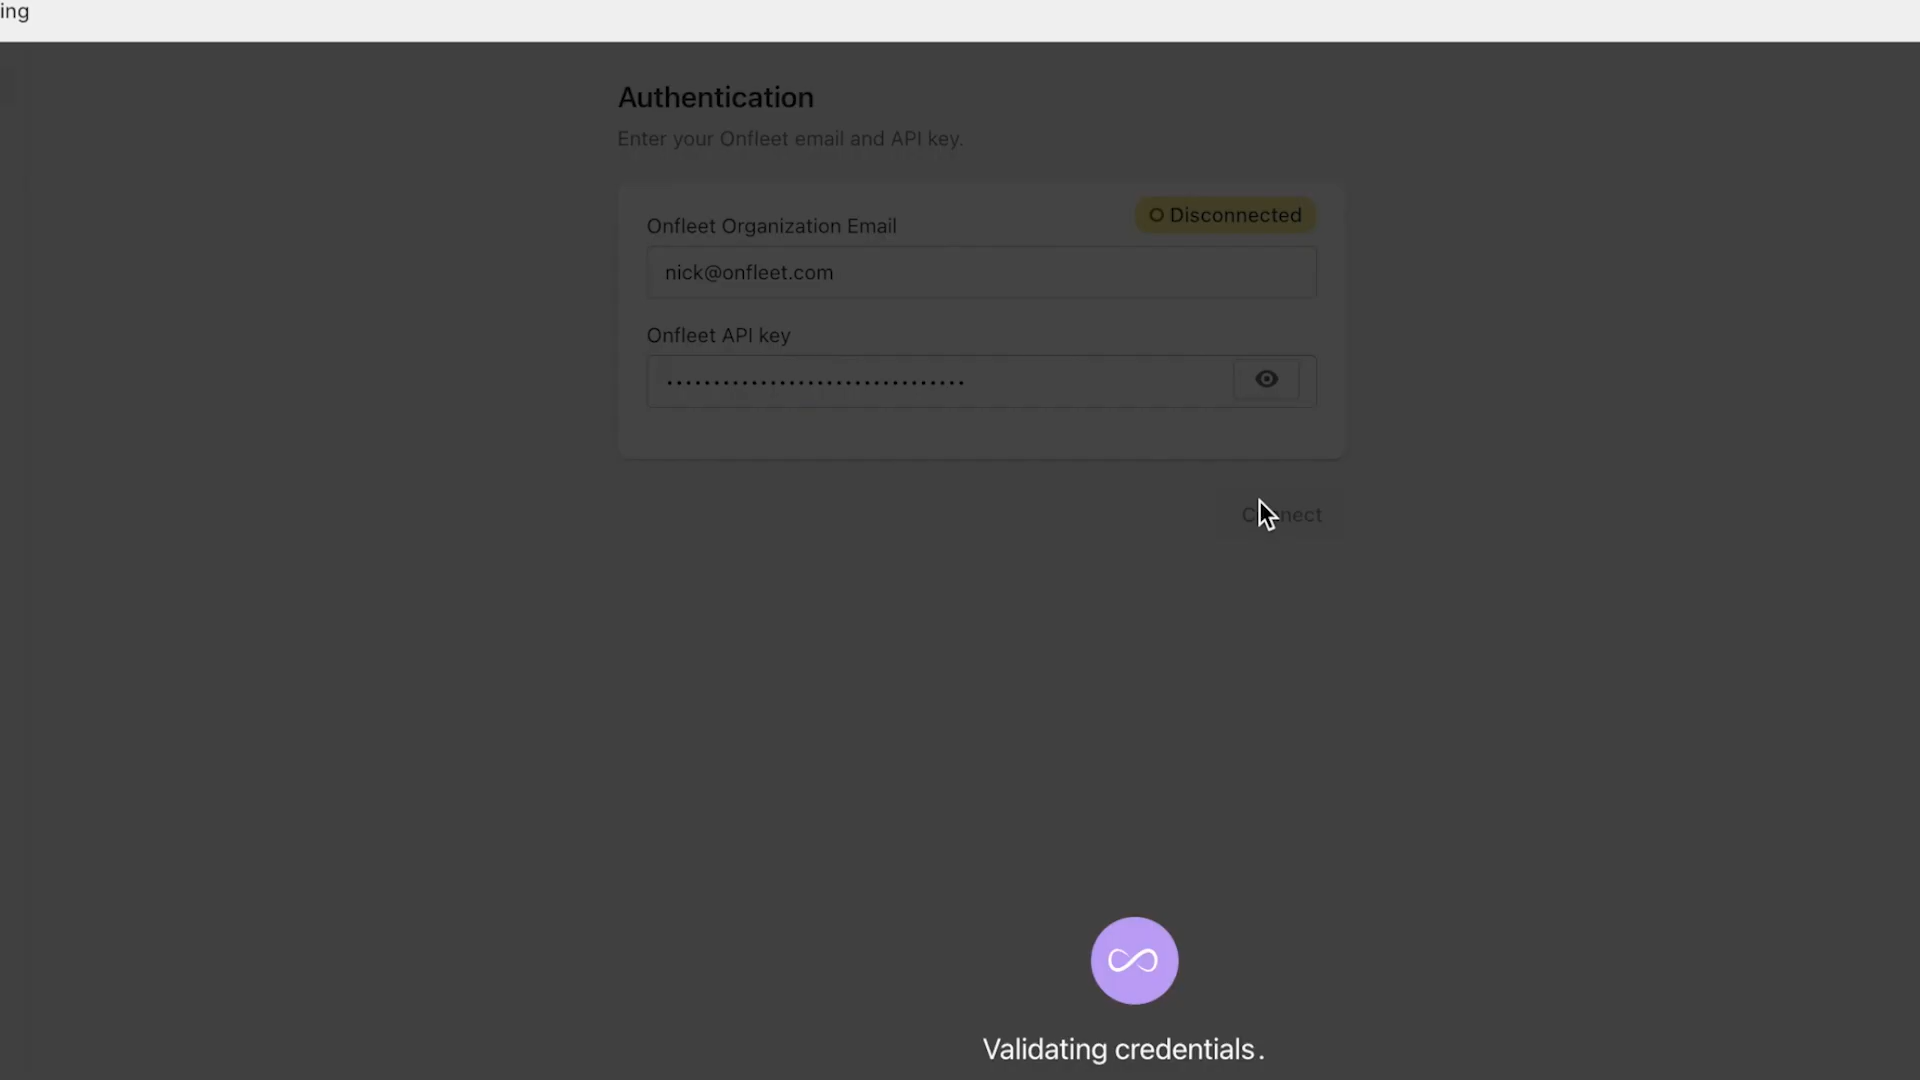 ing
Authentication
Enter your Onfleet email and API key.
Disconnected
Onfleet Organization Email
nick@onfleet.com
Onfleet API key
••••••••••••••••••••••••••••••••
Connect
Validating credentials.